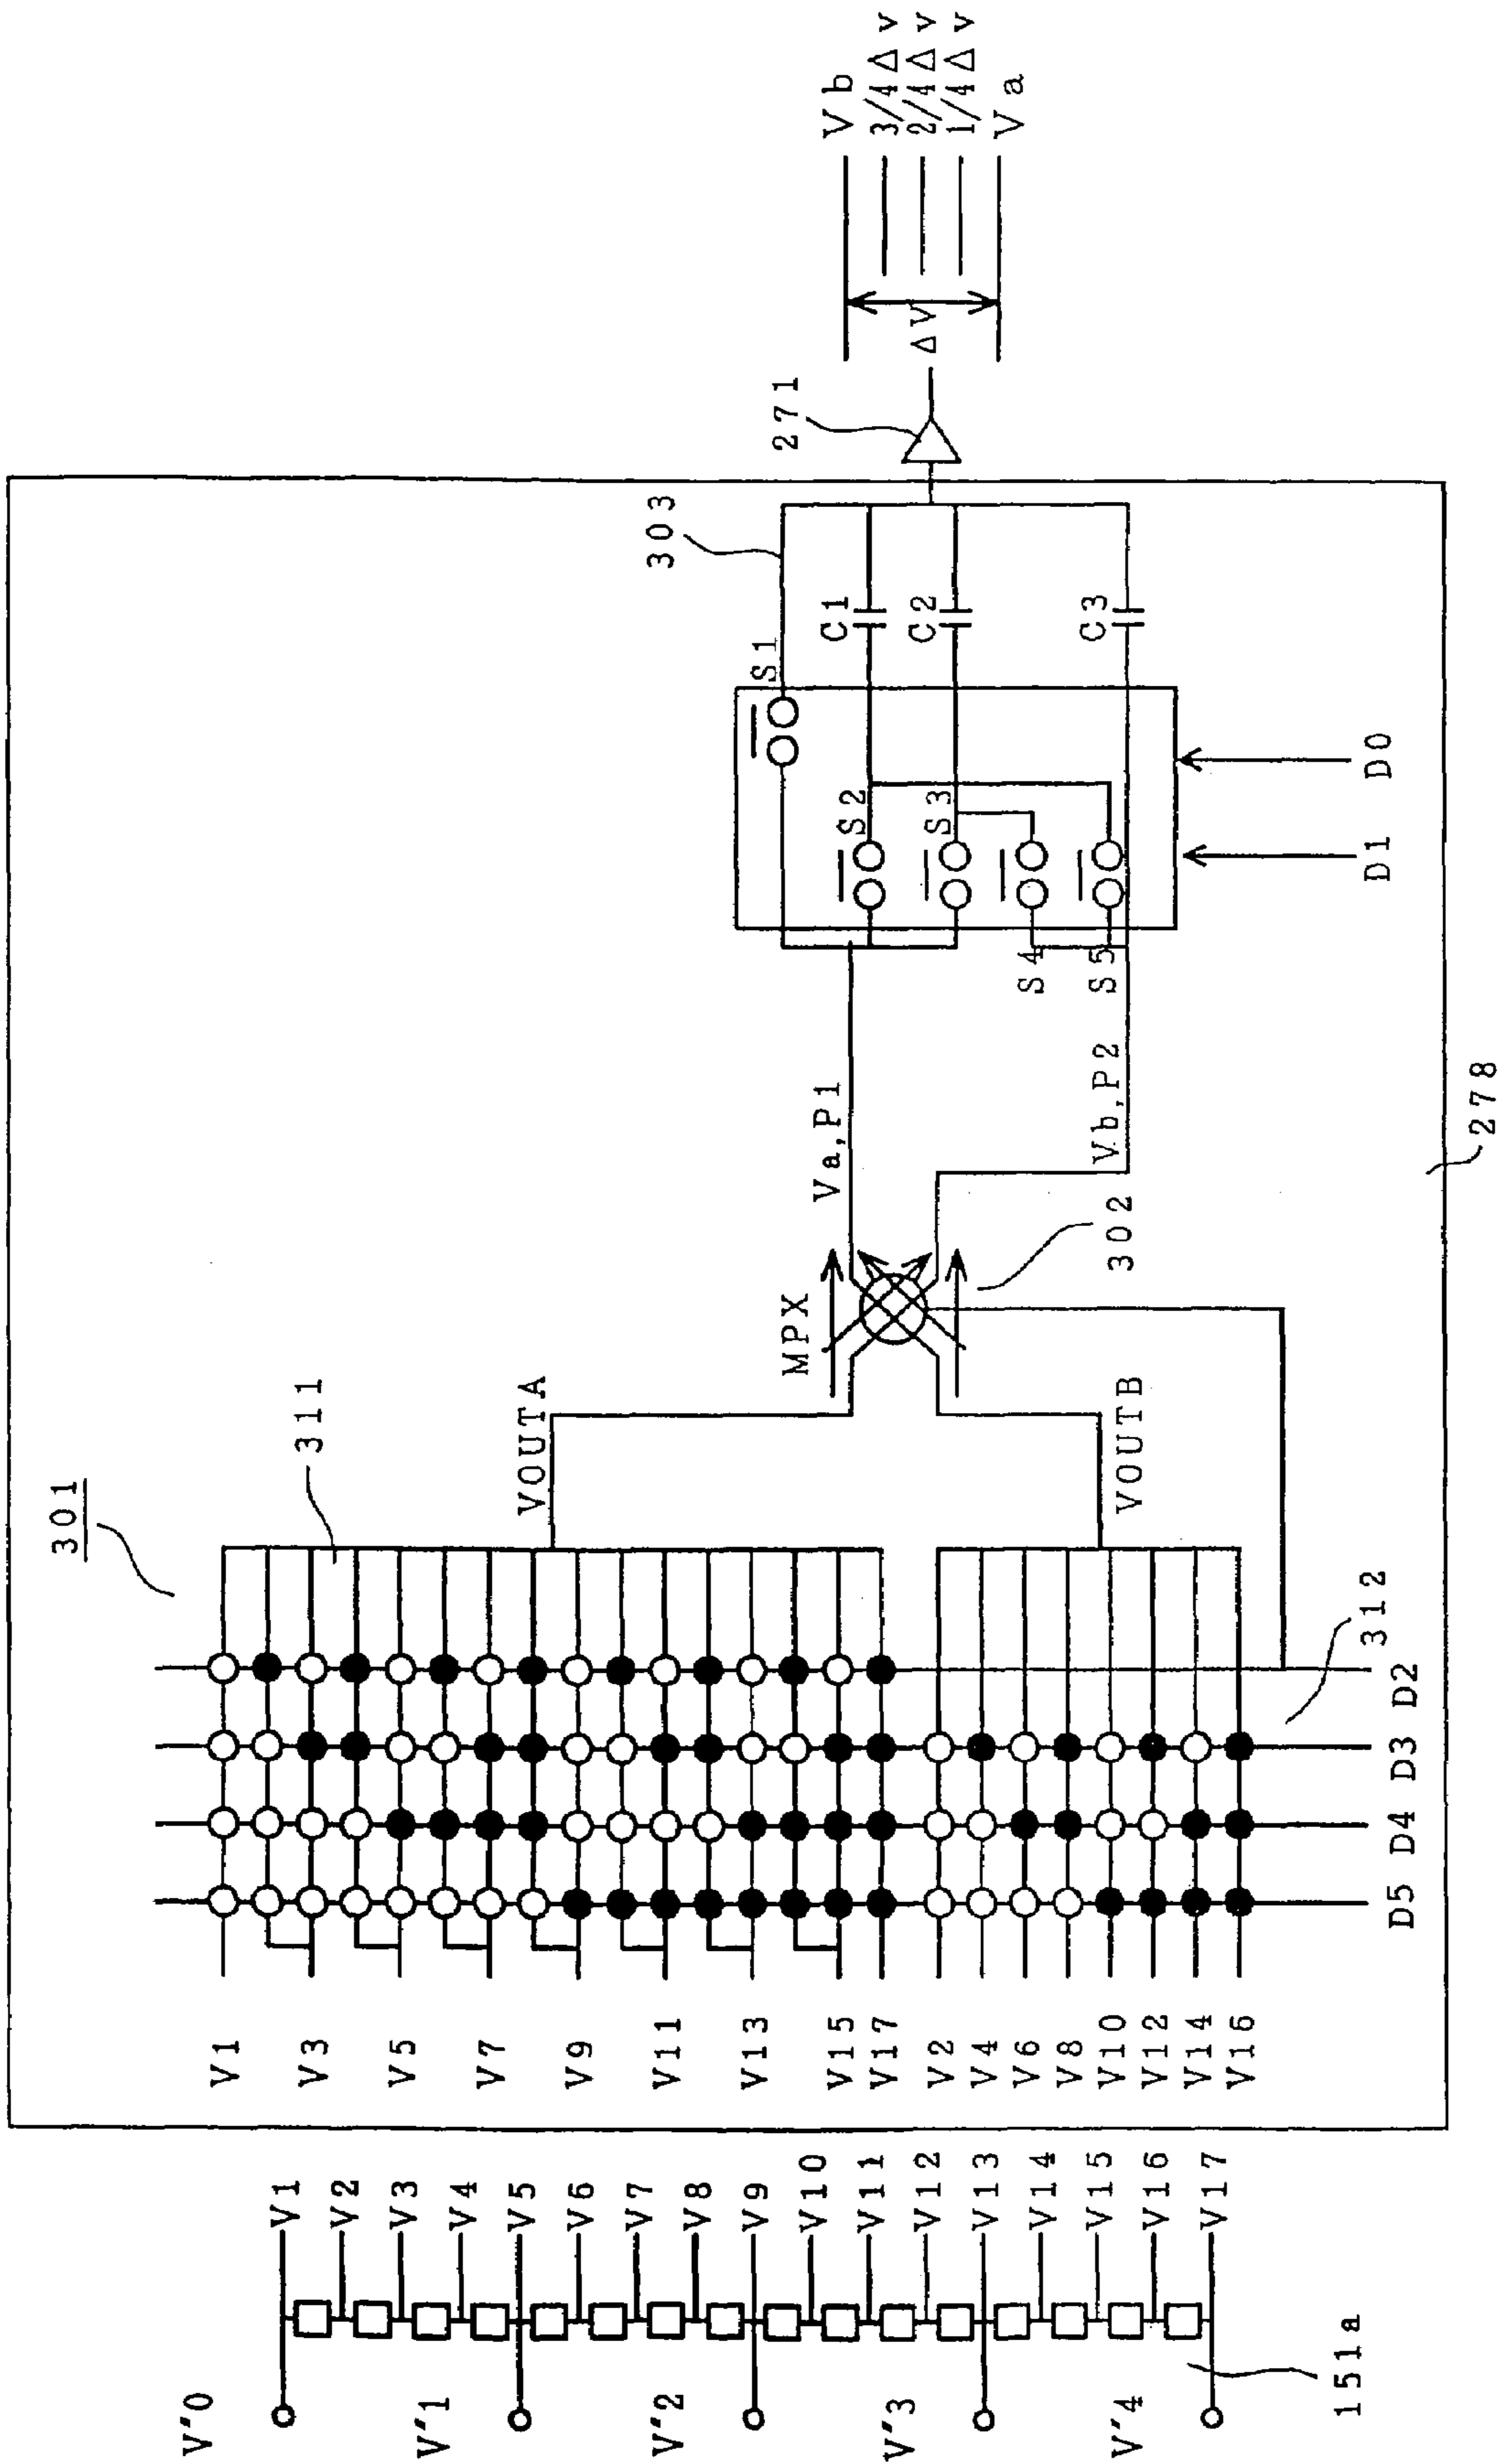 V'0
V'1
V'2
V'3
V'4
151a
V1
V2
V3
V4
V5
V6
V7
V8
V9
V10
V11
V12
V13
V14
V15
V16
V17
V1
V3
V5
V7
V9
V11
V13
V15
V17
V2
V4
V6
V8
V10
V12
V14
V16
D5
D4
D3
D2
301
311
312
VOUTA
VOUTB
MPX
302
Va,P1
Vb,P2
278
S4
S5
S2
S3
S1
D1
D0
C1
C2
C3
303
271
ΔV
Vb
3/4Δv
2/4Δv
1/4Δv
Va